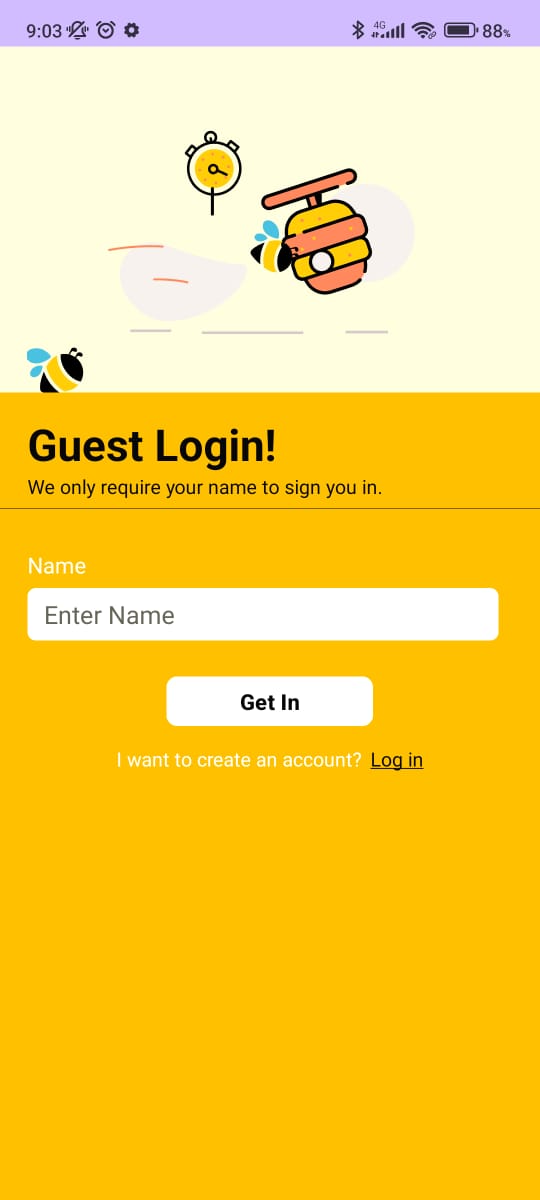 9:03 4G 88%
Guest Login!
We only require your name to sign you in.
Name
Enter Name
Get In
I want to create an account? Log in